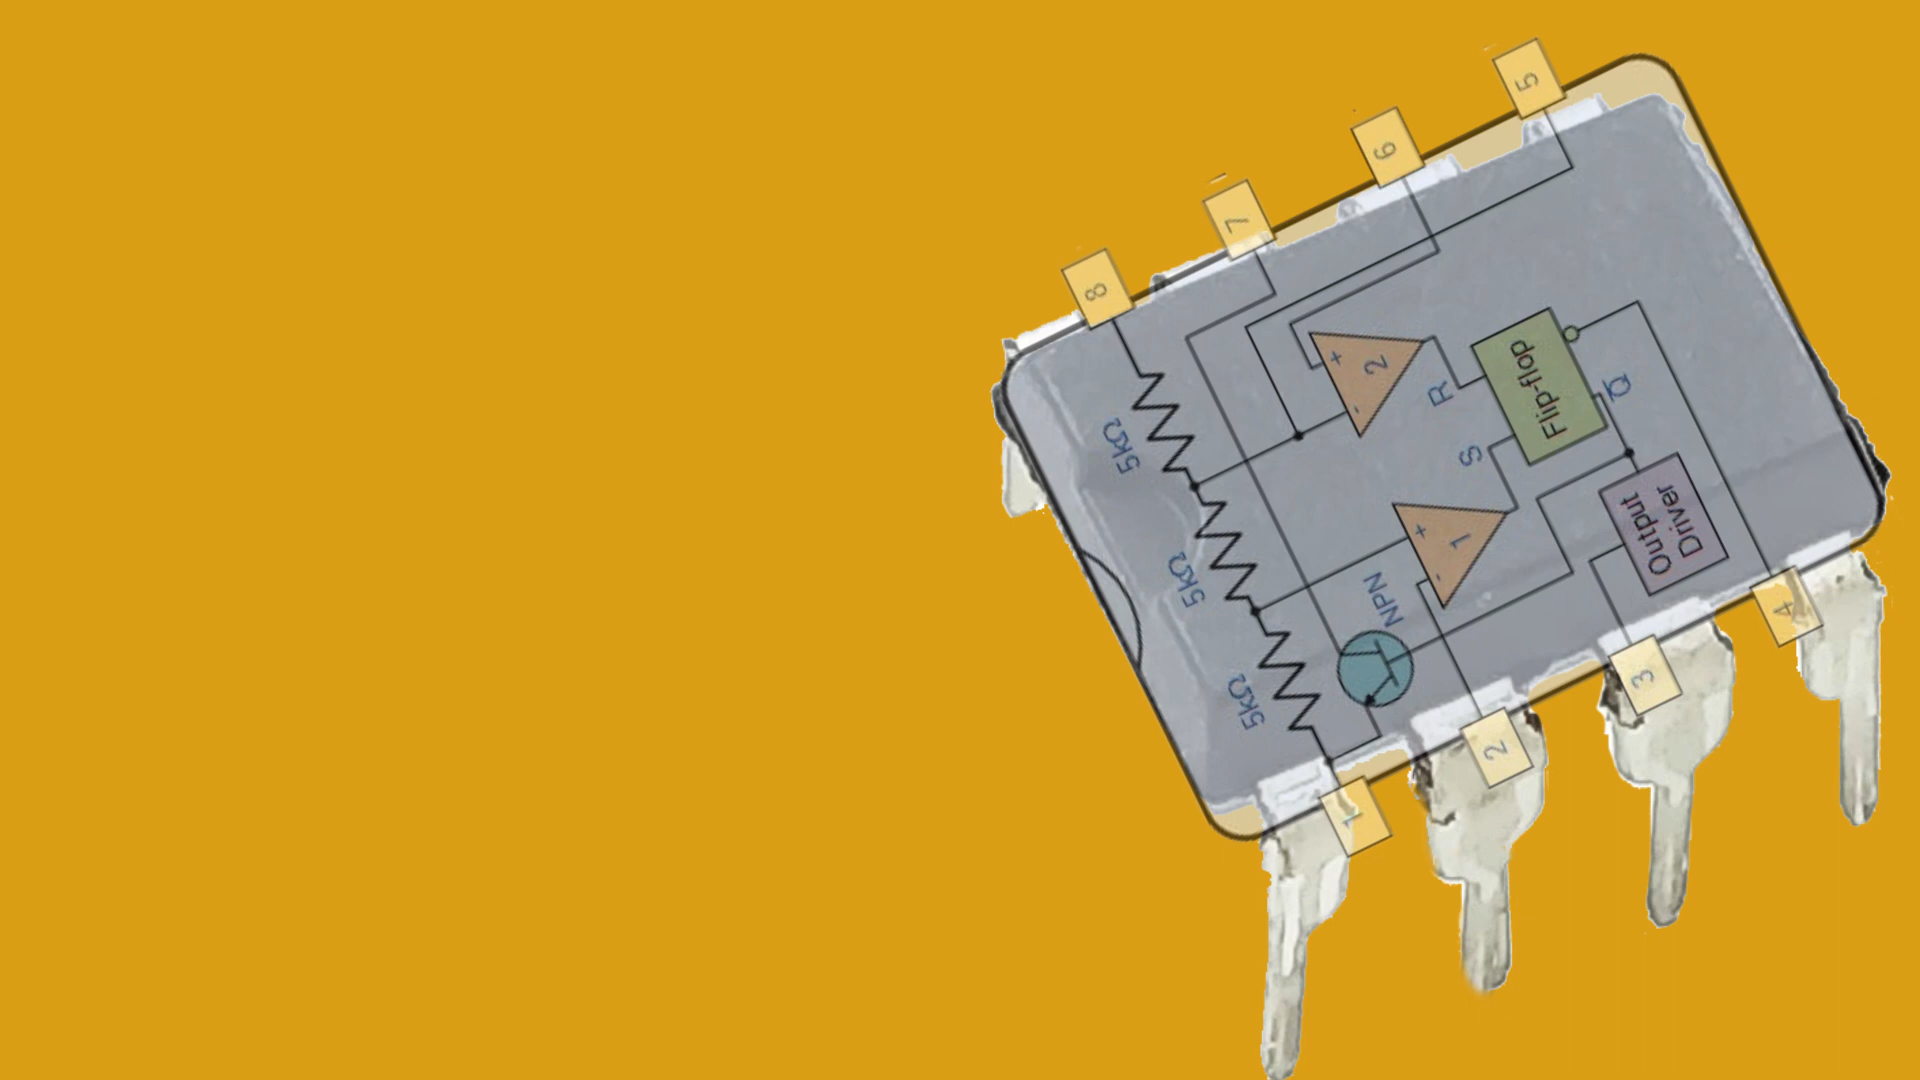 8
7
6
5
5kΩ
5kΩ
5kΩ
+
2
-
R
Flip-flop
Q̅
S
+
1
-
NPN
Output
Driver
1
2
3
4